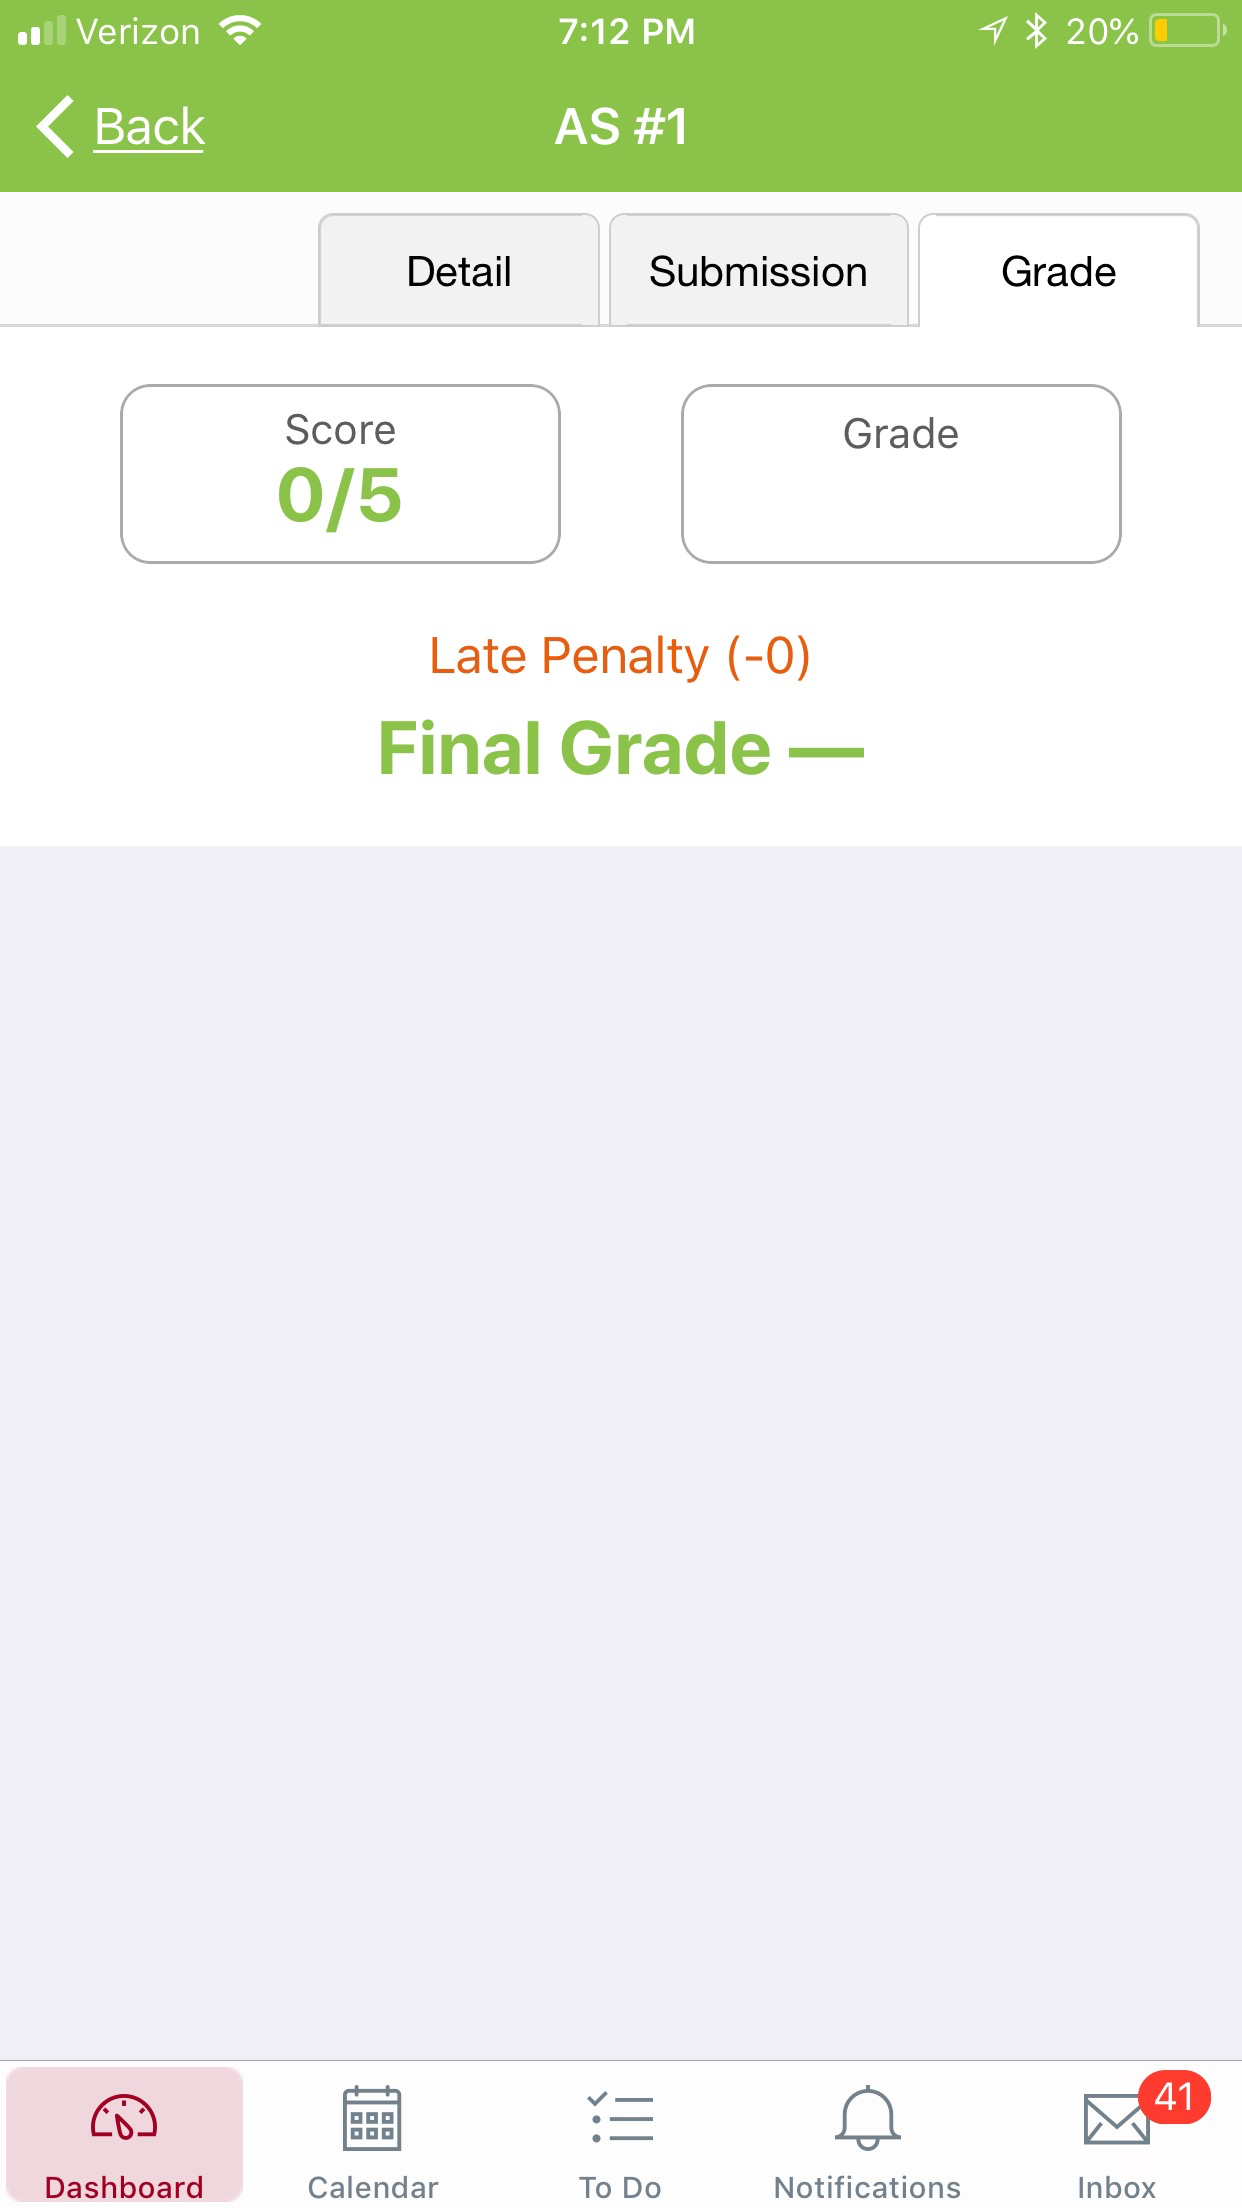 Verizon 7:12 PM 20%
Back AS #1
Detail Submission Grade
Score Grade
0/5
Late Penalty (-0)
Final Grade —
41
Dashboard Calendar To Do Notifications Inbox